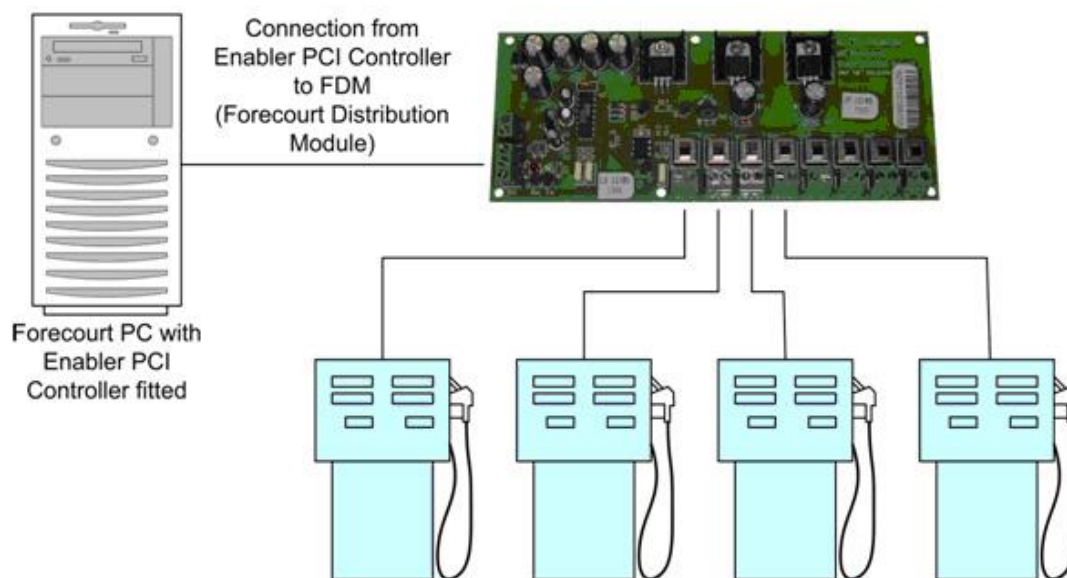 Connection from
Enabler PCI Controller
to FDM
(Forecourt Distribution
Module)
Forecourt PC with
Enabler PCI
Controller fitted